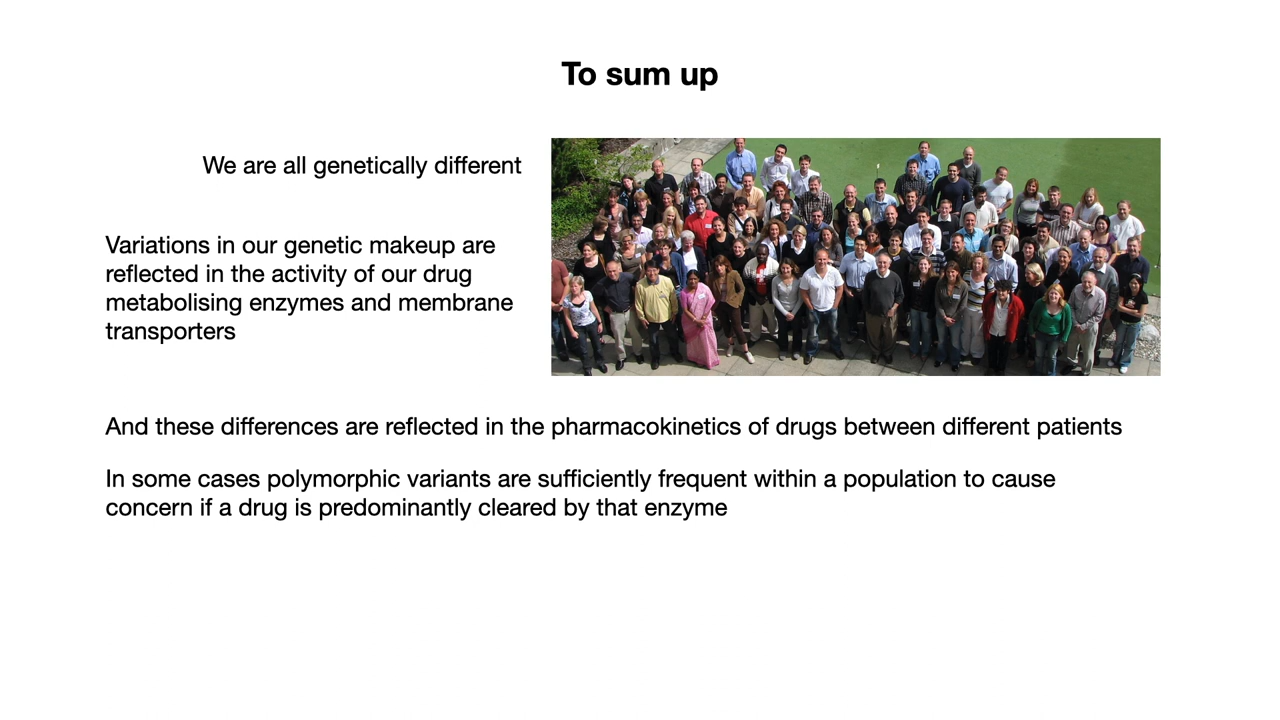 To sum up
We are all genetically different
Variations in our genetic makeup are
reflected in the activity of our drug
metabolising enzymes and membrane
transporters
And these differences are reflected in the pharmacokinetics of drugs between different patients
In some cases polymorphic variants are sufficiently frequent within a population to cause
concern if a drug is predominantly cleared by that enzyme